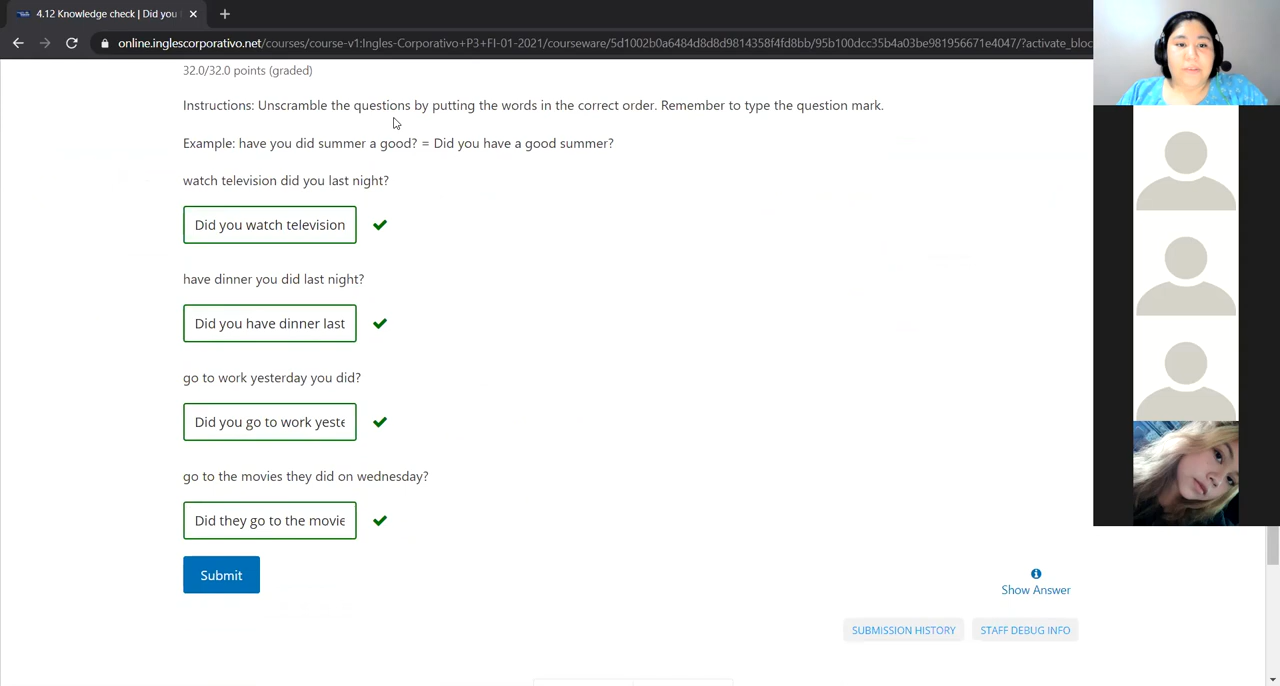 4.12 Knowledge check | Did you
online.inglescorporativo.net/courses/course-v1:Ingles-Corporativo+P3+FI-01-2021/courseware/5d1002b0a6484d8d8d9814358f4fd8bb/95b100dcc35b4a03be981956671e4047/?activate_bloc
32.0/32.0 points (graded)
Instructions: Unscramble the questions by putting the words in the correct order. Remember to type the question mark.
Example: have you did summer a good? = Did you have a good summer?
watch television did you last night?
Did you watch television
have dinner you did last night?
Did you have dinner last
go to work yesterday you did?
Did you go to work yeste
go to the movies they did on wednesday?
Did they go to the movie
Submit
Show Answer
SUBMISSION HISTORY
STAFF DEBUG INFO